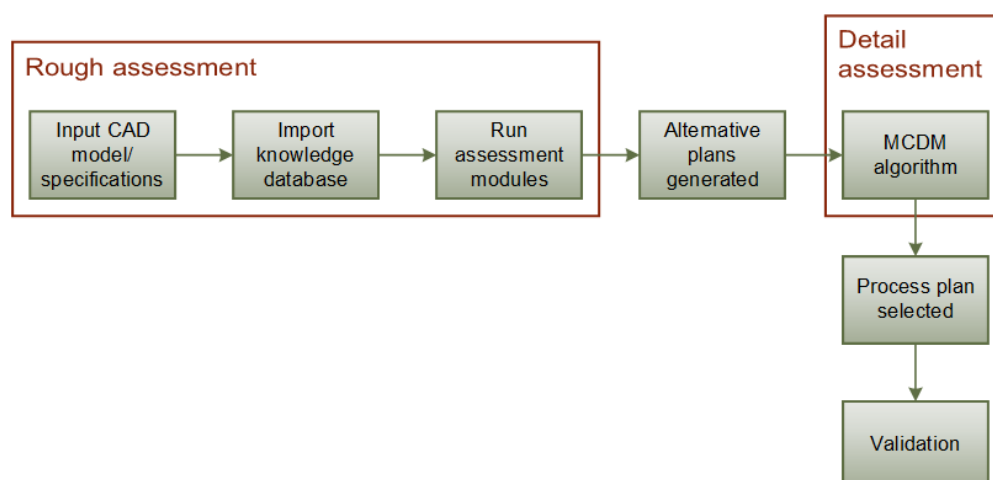 Rough assessment
Detail
assessment
Input CAD
model/
specifications
Import
knowledge
database
Run
assessment
modules
Alternative
plans
generated
MCDM
algorithm
Process plan
selected
Validation